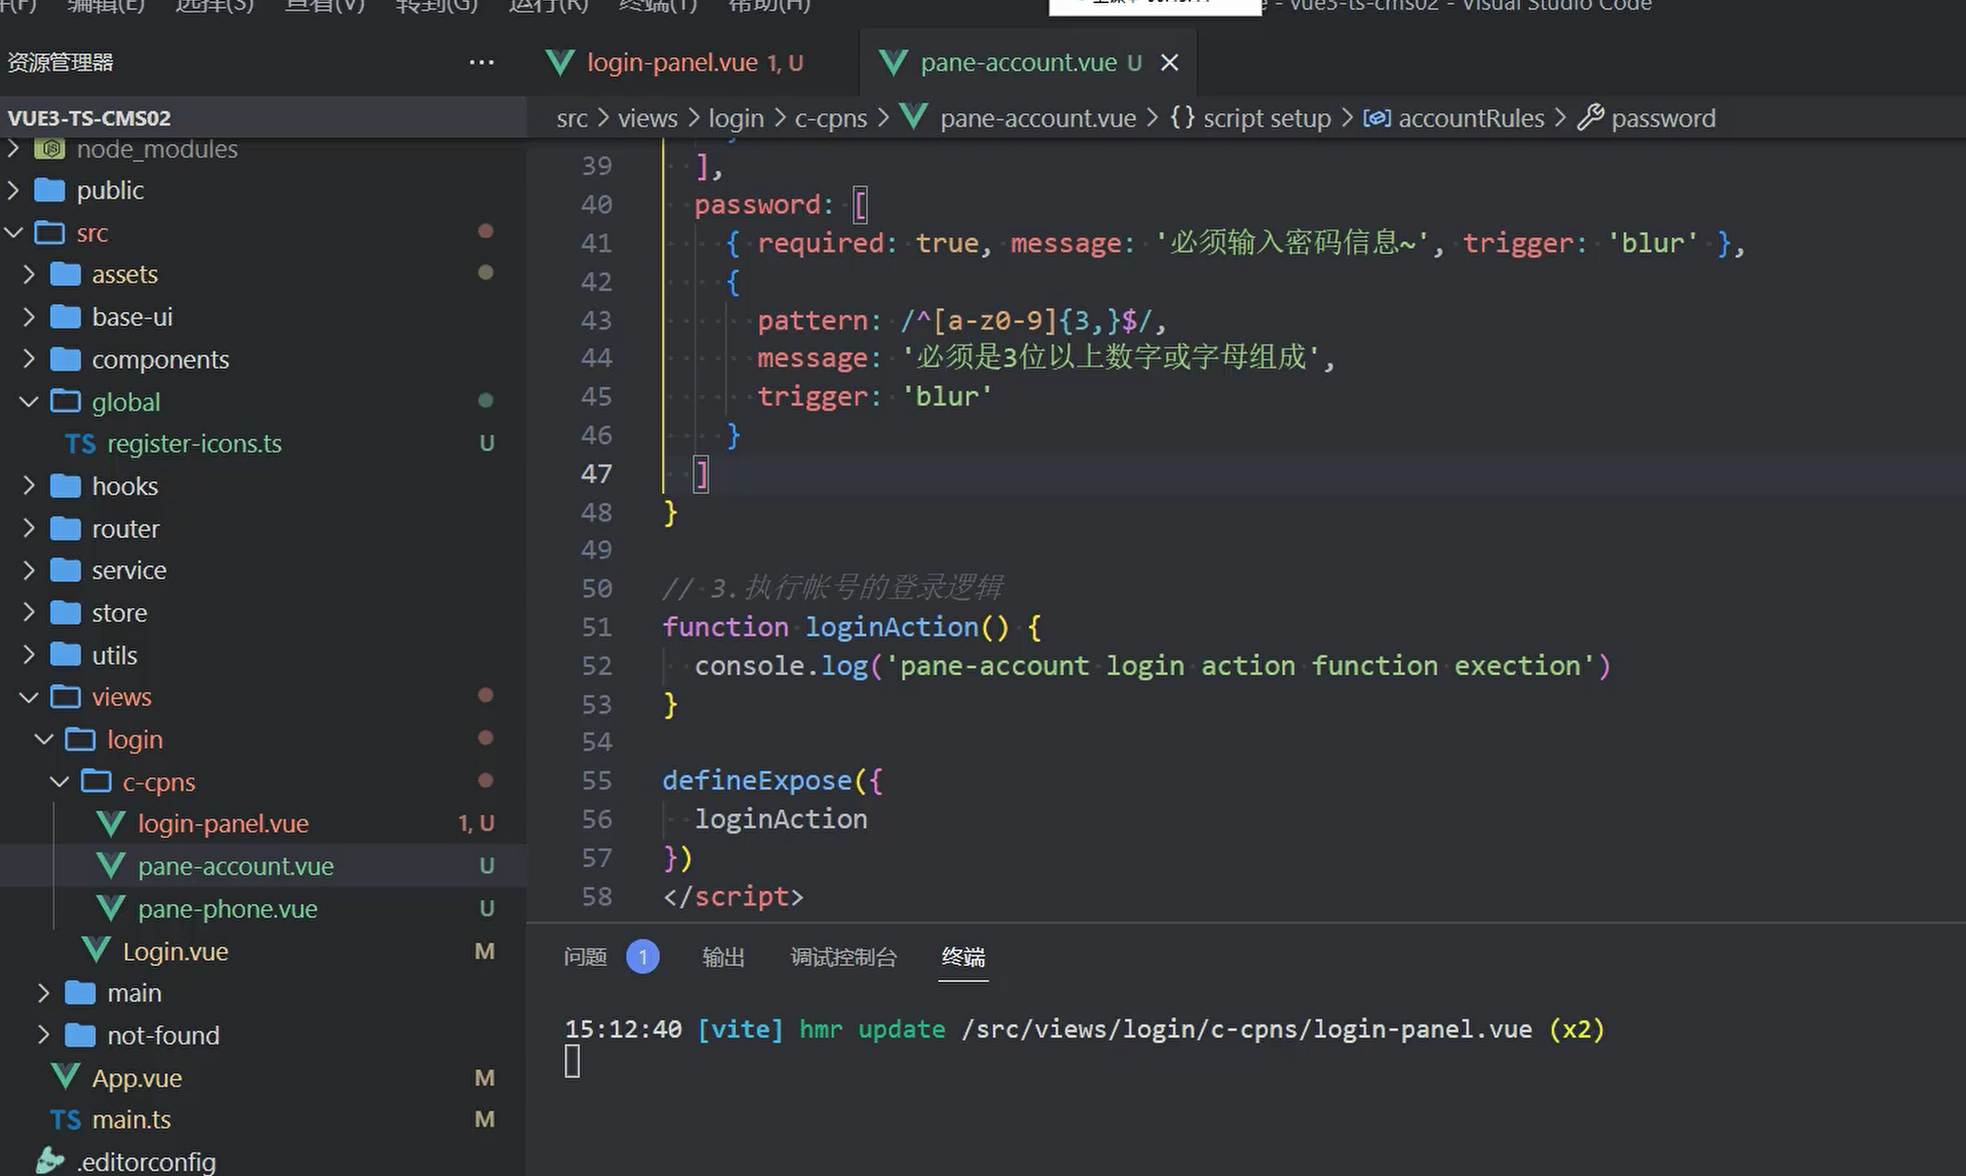 编辑(E) 选择(S) 查看(V) 转到(G) 运行(R) 终端(T) 帮助(H)
- vue3-ts-cms02 - Visual Studio Code
资源管理器 ···
login-panel.vue 1, U
pane-account.vue U
VUE3-TS-CMS02
src > views > login > c-cpns > pane-account.vue > {} script setup > accountRules > password
node_modules
public
src
assets
base-ui
components
global
TS register-icons.ts U
hooks
router
service
store
utils
views
login
c-cpns
login-panel.vue 1, U
pane-account.vue U
pane-phone.vue U
Login.vue M
main
not-found
App.vue M
TS main.ts M
.editorconfig
39 ],
40 password: [
41 { required: true, message: '必须输入密码信息~', trigger: 'blur' },
42 {
43 pattern: /^[a-z0-9]{3,}$/,
44 message: '必须是3位以上数字或字母组成',
45 trigger: 'blur'
46 }
47 ]
48 }
49
50 // 3.执行帐号的登录逻辑
51 function loginAction() {
52 console.log('pane-account login action function exection')
53 }
54
55 defineExpose({
56 loginAction
57 })
58 </script>
问题 1 输出 调试控制台 终端
15:12:40 [vite] hmr update /src/views/login/c-cpns/login-panel.vue (x2)